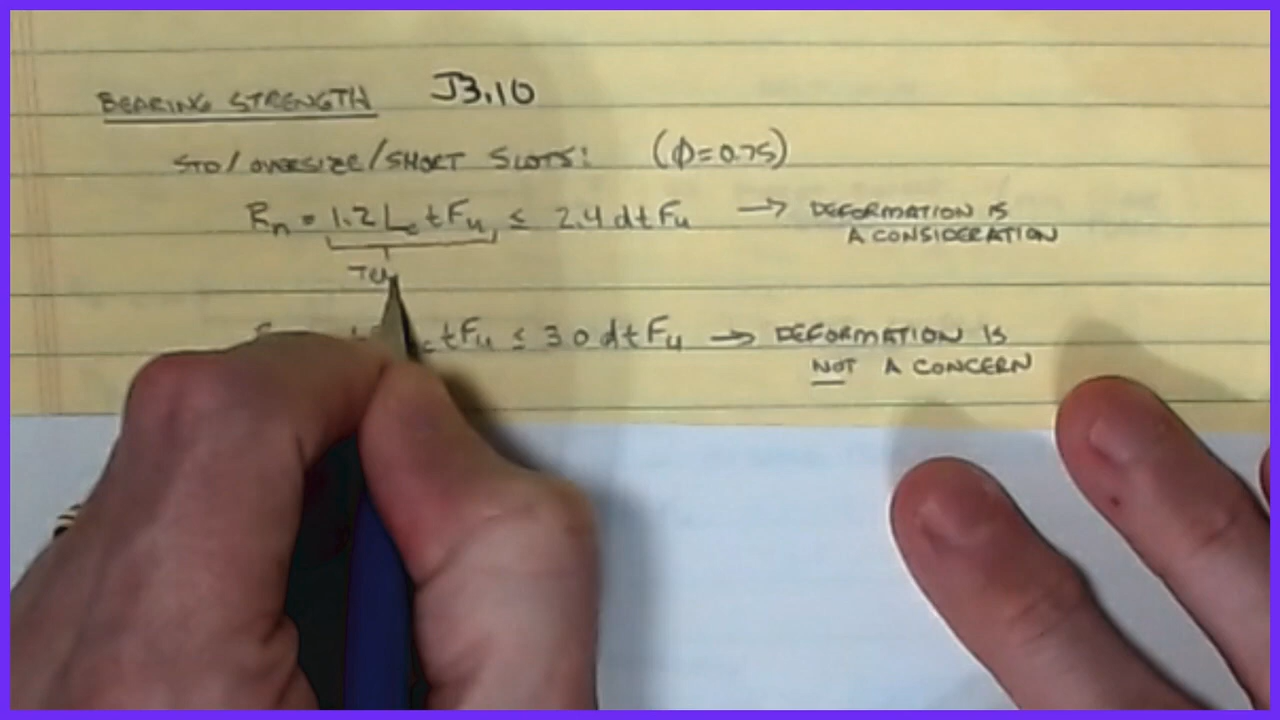 BEARING STRENGTH J3.10
STD/OVERSIZE/SHORT SLOTS: (Φ=0.75)
Rn = 1.2 Lc t Fu ≤ 2.4 d t Fu → DEFORMATION IS
A CONSIDERATION
t Fu ≤ 3.0 d t Fu → DEFORMATION IS
NOT A CONCERN